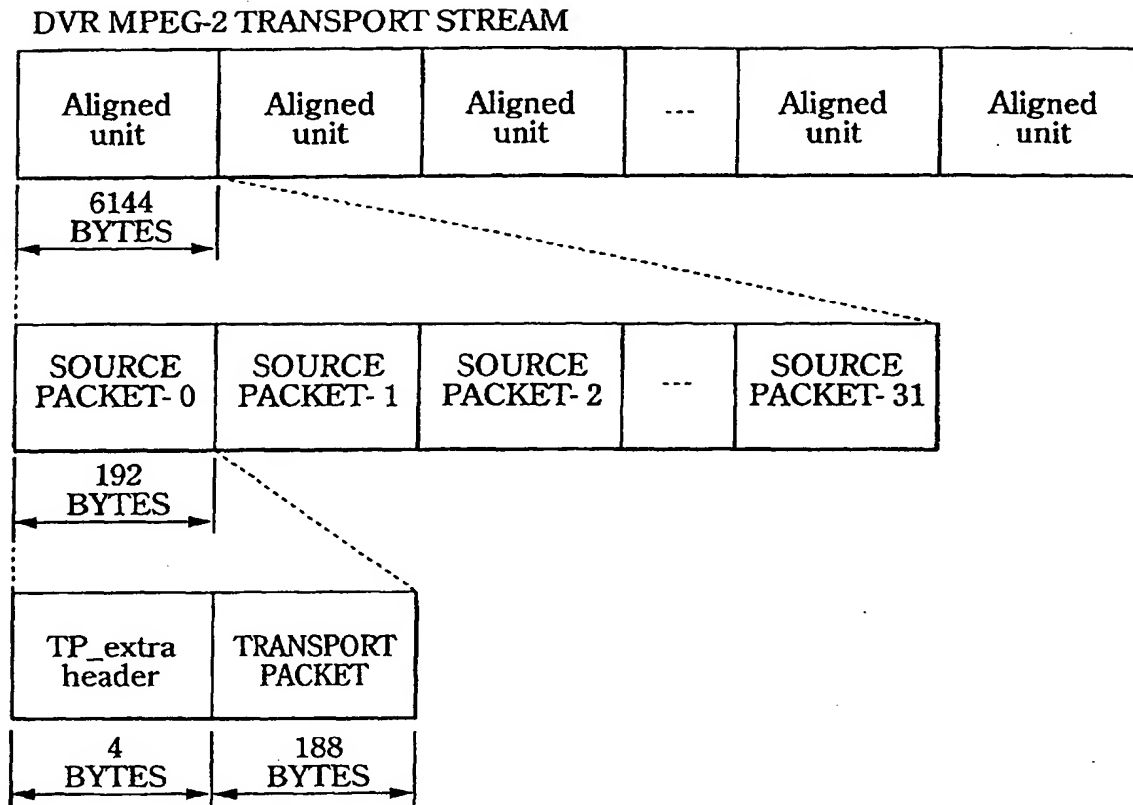 DVR MPEG-2 TRANSPORT STREAM
Aligned unit
Aligned unit
Aligned unit
---
Aligned unit
Aligned unit
6144 BYTES
SOURCE PACKET- 0
SOURCE PACKET- 1
SOURCE PACKET- 2
---
SOURCE PACKET- 31
192 BYTES
TP_extra header
TRANSPORT PACKET
4 BYTES
188 BYTES